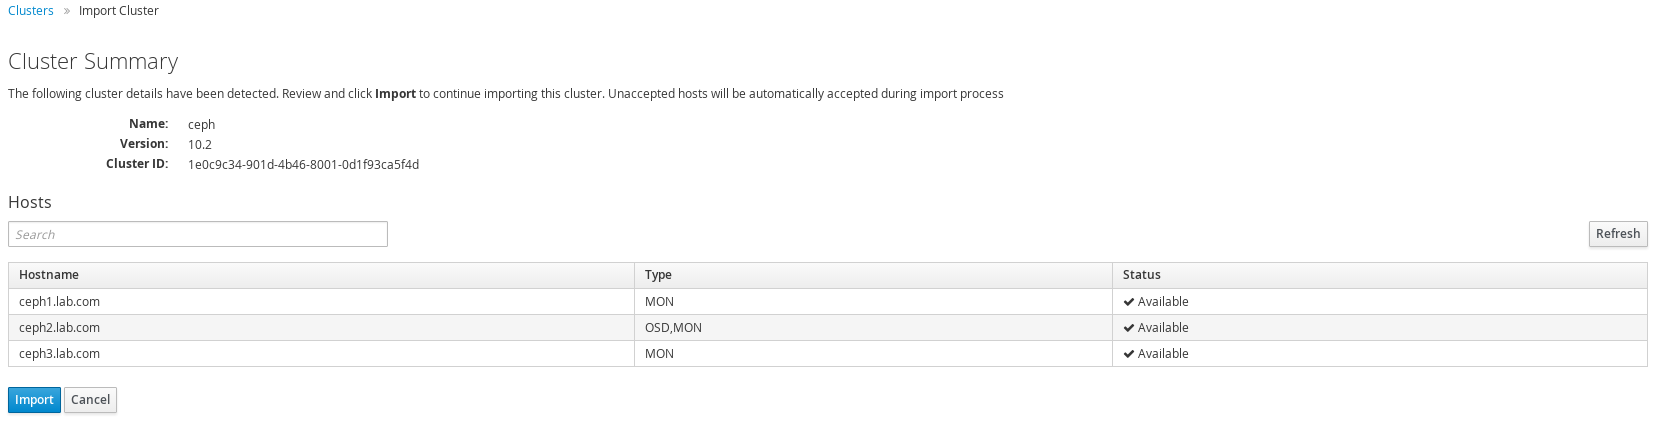 Clusters » Import Cluster
Cluster Summary
The following cluster details have been detected. Review and click Import to continue importing this cluster. Unaccepted hosts will be automatically accepted during import process
Name: ceph
Version: 10.2
Cluster ID: 1e0c9c34-901d-4b46-8001-0d1f93ca5f4d
Hosts
Search Refresh
Hostname Type Status
ceph1.lab.com MON Available
ceph2.lab.com OSD,MON Available
ceph3.lab.com MON Available
Import Cancel